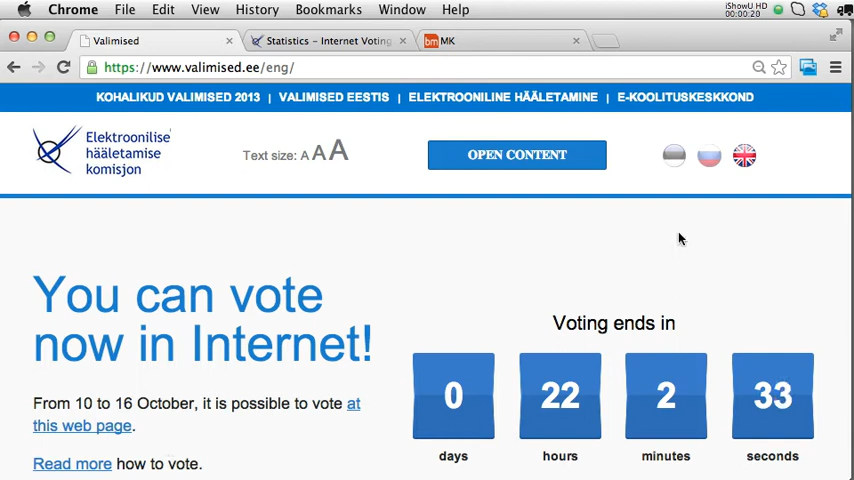 Chrome File Edit View History Bookmarks Window Help iShowU HD 00:00:20
Valimised Statistics - Internet Voting MK
https://www.valimised.ee/eng/
KOHALIKUD VALIMISED 2013 | VALIMISED EESTIS | ELEKTROONILINE HÄÄLETAMINE | E-KOOLITUSKESKKOND
Elektroonilise
hääletamise
komisjon
Text size: A A A
OPEN CONTENT
You can vote
now in Internet!
Voting ends in
0 22 2 33
days hours minutes seconds
From 10 to 16 October, it is possible to vote at
this web page.
Read more how to vote.